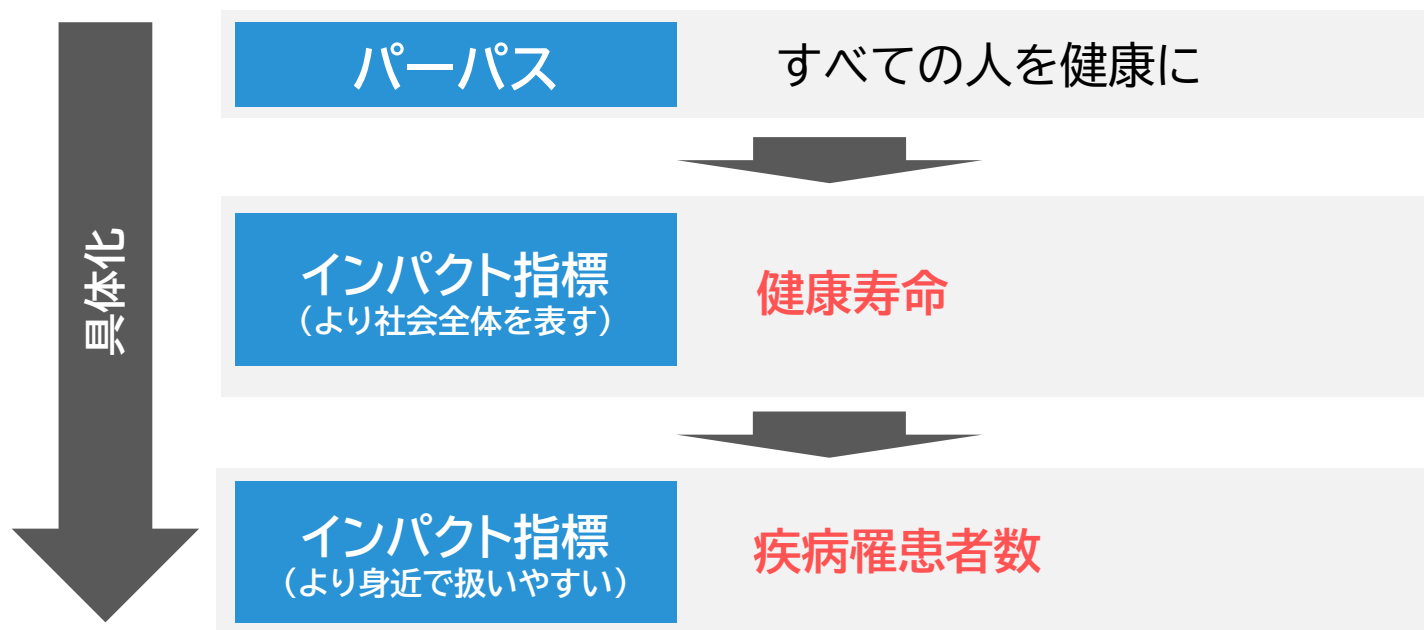 パーパス
すべての人を健康に
具体化
インパクト指標
（より社会全体を表す）
健康寿命
インパクト指標
（より身近で扱いやすい）
疾病罹患者数